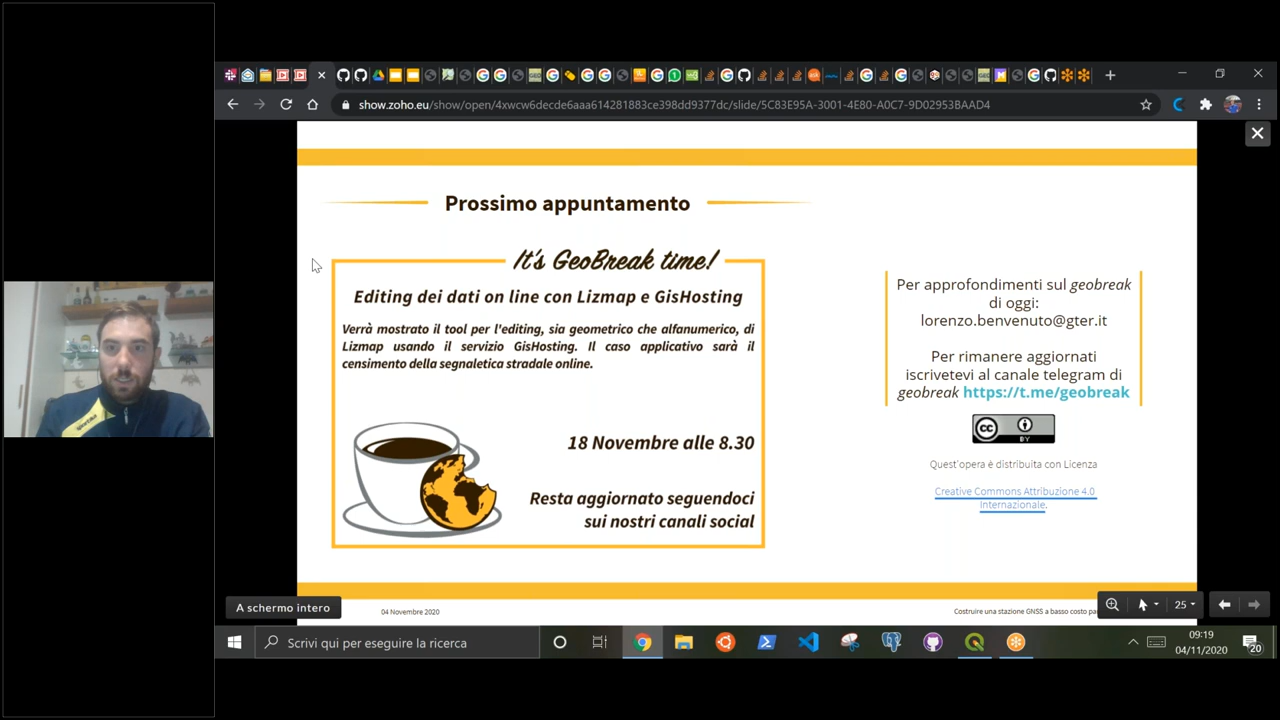 show.zoho.eu/show/open/4xwcw6decde6aaa614281883ce398dd9377dc/slide/5C83E95A-3001-4E80-A0C7-9D02953BAAD4
Prossimo appuntamento
It's GeoBreak time!
Editing dei dati on line con Lizmap e GisHosting
Verrà mostrato il tool per l'editing, sia geometrico che alfanumerico, di
Lizmap usando il servizio GisHosting. Il caso applicativo sarà il
censimento della segnaletica stradale online.
18 Novembre alle 8.30
Resta aggiornato seguendoci
sui nostri canali social
Per approfondimenti sul geobreak
di oggi:
lorenzo.benvenuto@gter.it
Per rimanere aggiornati
iscrivetevi al canale telegram di
geobreak https://t.me/geobreak
cc
BY
Quest'opera è distribuita con Licenza
Creative Commons Attribuzione 4.0
Internazionale.
A schermo intero
04 Novembre 2020
Costruire una stazione GNSS a basso costo
25
Scrivi qui per eseguire la ricerca
09:19
04/11/2020
20